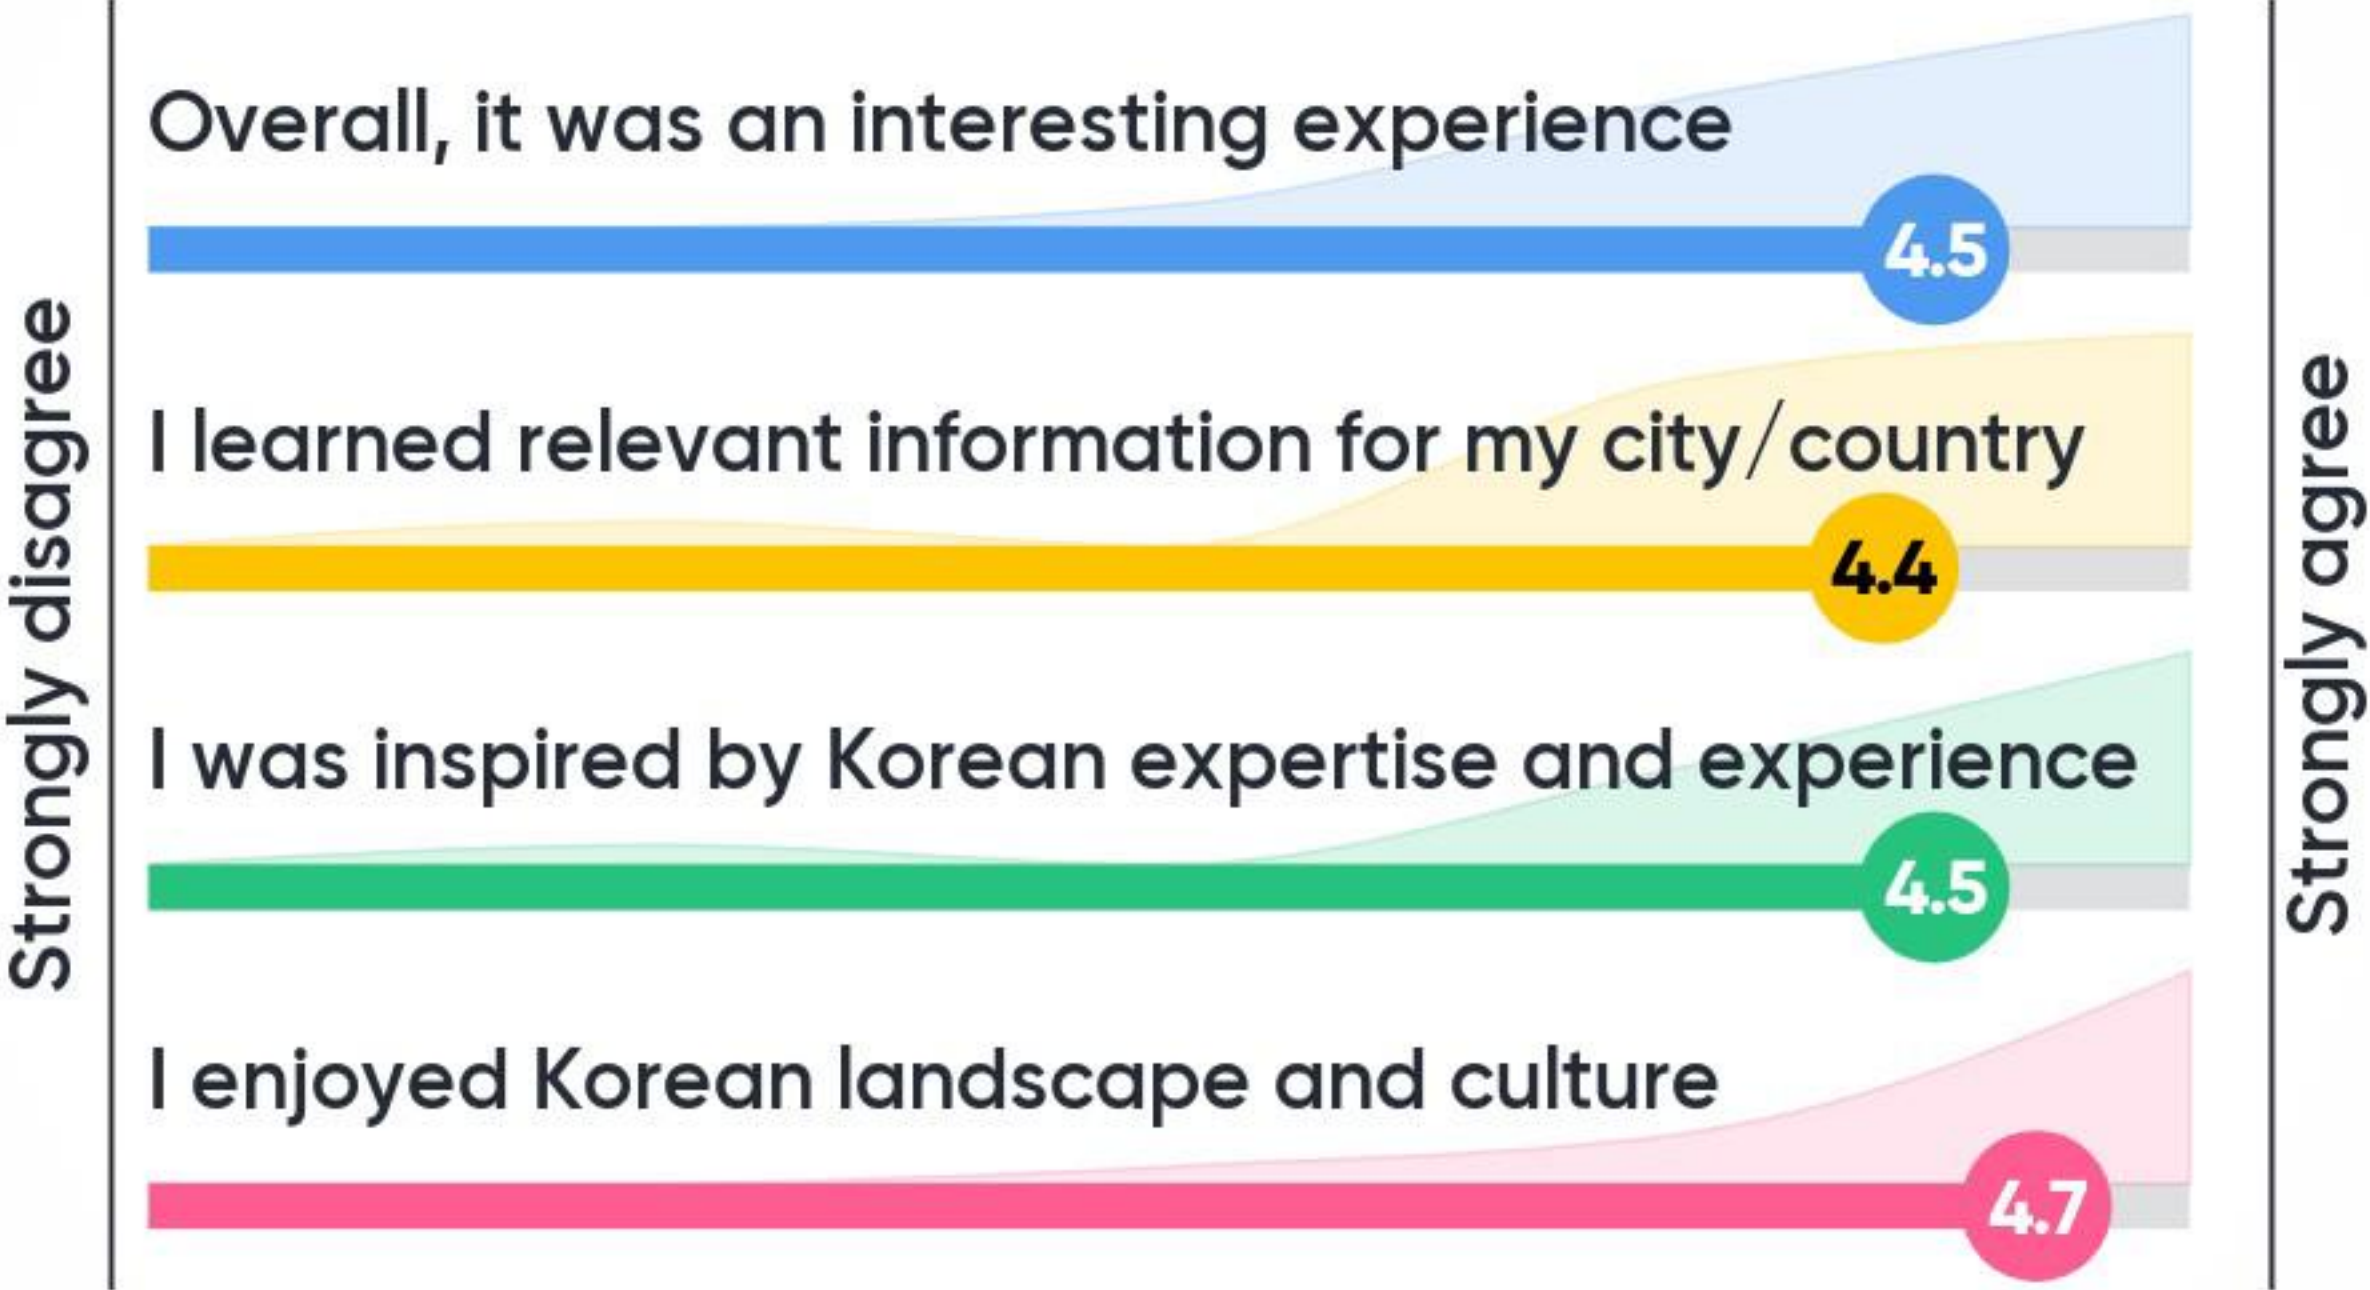 Strongly disagree
Overall, it was an interesting experience
4.5
I learned relevant information for my city/country
4.4
I was inspired by Korean expertise and experience
4.5
I enjoyed Korean landscape and culture
4.7
Strongly agree